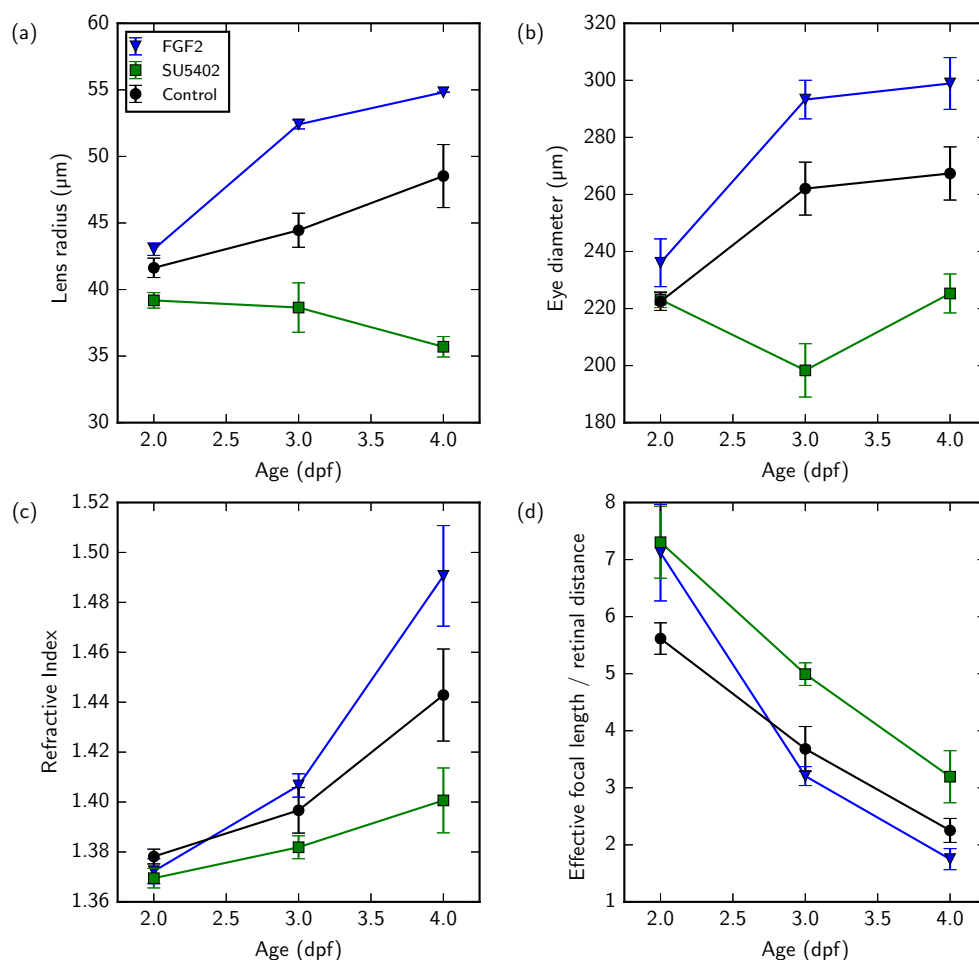 (a)
60
55
50
45
40
35
30
Lens radius (µm)
FGF2
SU5402
Control
2.0 2.5 3.0 3.5 4.0
Age (dpf)
(b)
320
300
280
260
240
220
200
180
Eye diameter (µm)
2.0 2.5 3.0 3.5 4.0
Age (dpf)
(c)
1.52
1.50
1.48
1.46
1.44
1.42
1.40
1.38
1.36
Refractive Index
2.0 2.5 3.0 3.5 4.0
Age (dpf)
(d)
8
7
6
5
4
3
2
1
Effective focal length / retinal distance
2.0 2.5 3.0 3.5 4.0
Age (dpf)